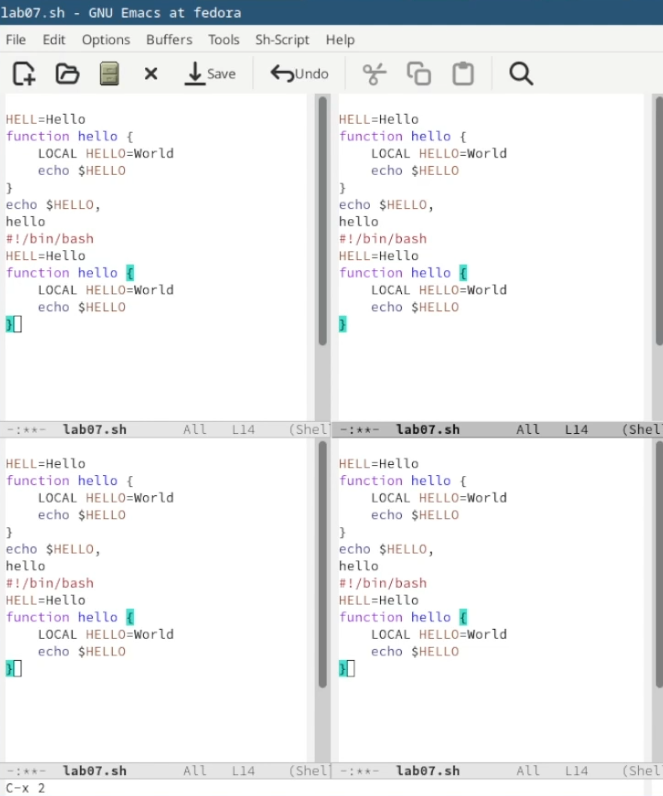 lab07.sh - GNU Emacs at fedora
File Edit Options Buffers Tools Sh-Script Help
Save Undo
HELL=Hello
function hello {
    LOCAL HELLO=World
    echo $HELLO
}
echo $HELLO,
hello
#!/bin/bash
HELL=Hello
function hello {
    LOCAL HELLO=World
    echo $HELLO
}
-:**- lab07.sh All L14 (Shel
HELL=Hello
function hello {
    LOCAL HELLO=World
    echo $HELLO
}
echo $HELLO,
hello
#!/bin/bash
HELL=Hello
function hello {
    LOCAL HELLO=World
    echo $HELLO
}
-:**- lab07.sh All L14 (Shel
HELL=Hello
function hello {
    LOCAL HELLO=World
    echo $HELLO
}
echo $HELLO,
hello
#!/bin/bash
HELL=Hello
function hello {
    LOCAL HELLO=World
    echo $HELLO
}
-:**- lab07.sh All L14 (Shel
HELL=Hello
function hello {
    LOCAL HELLO=World
    echo $HELLO
}
echo $HELLO,
hello
#!/bin/bash
HELL=Hello
function hello {
    LOCAL HELLO=World
    echo $HELLO
}
-:**- lab07.sh All L14 (Shel
C-x 2